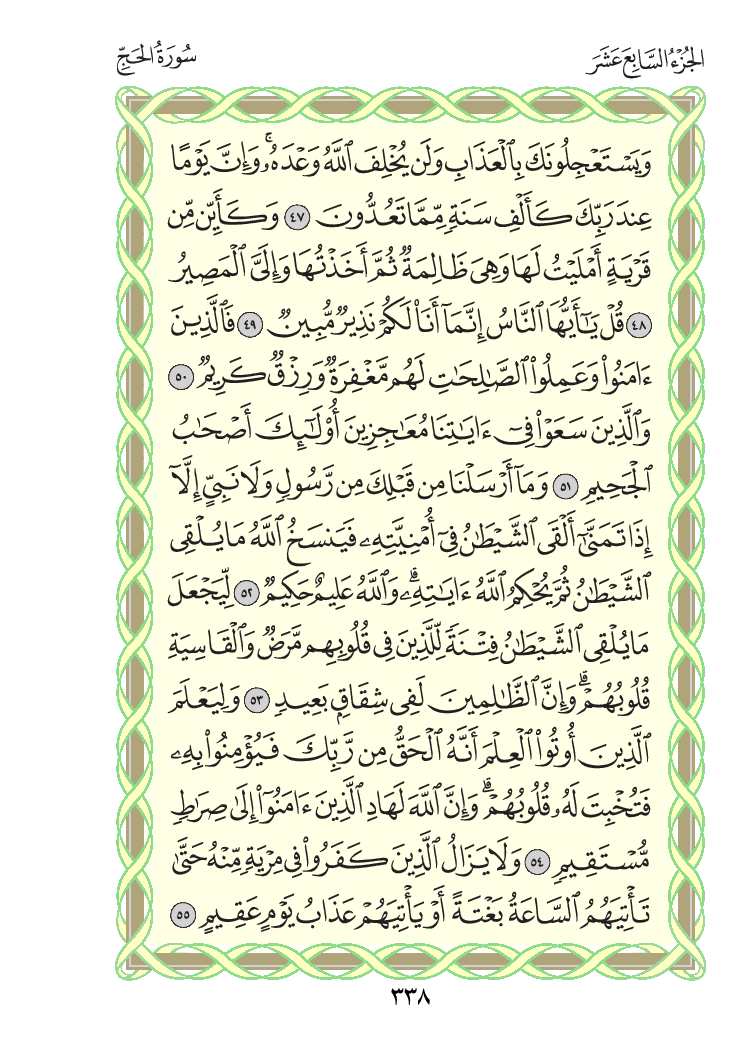 الجُزْءُ السَّابِعَ عَشَرَ
سُورَةُ الحَجِّ
وَيَسْتَعْجِلُونَكَ بِٱلْعَذَابِ وَلَن يُخْلِفَ ٱللَّهُ وَعْدَهُۥۚ وَإِنَّ يَوْمًا
عِندَ رَبِّكَ كَأَلْفِ سَنَةٍ مِّمَّا تَعُدُّونَ ٤٧ وَكَأَيِّن مِّن
قَرْيَةٍ أَمْلَيْتُ لَهَا وَهِىَ ظَالِمَةٌ ثُمَّ أَخَذْتُهَا وَإِلَىَّ ٱلْمَصِيرُ
٤٨ قُلْ يَٰٓأَيُّهَا ٱلنَّاسُ إِنَّمَآ أَنَا۠ لَكُمْ نَذِيرٌ مُّبِينٌ ٤٩ فَٱلَّذِينَ
ءَامَنُوا۟ وَعَمِلُوا۟ ٱلصَّٰلِحَٰتِ لَهُم مَّغْفِرَةٌ وَرِزْقٌ كَرِيمٌ ٥٠
وَٱلَّذِينَ سَعَوْا۟ فِىٓ ءَايَٰتِنَا مُعَٰجِزِينَ أُو۟لَٰٓئِكَ أَصْحَٰبُ
ٱلْجَحِيمِ ٥١ وَمَآ أَرْسَلْنَا مِن قَبْلِكَ مِن رَّسُولٍ وَلَا نَبِىٍّ إِلَّآ
إِذَا تَمَنَّىٰٓ أَلْقَى ٱلشَّيْطَٰنُ فِىٓ أُمْنِيَّتِهِۦ فَيَنسَخُ ٱللَّهُ مَا يُلْقِى
ٱلشَّيْطَٰنُ ثُمَّ يُحْكِمُ ٱللَّهُ ءَايَٰتِهِۦۗ وَٱللَّهُ عَلِيمٌ حَكِيمٌ ٥٢ لِّيَجْعَلَ
مَا يُلْقِى ٱلشَّيْطَٰنُ فِتْنَةً لِّلَّذِينَ فِى قُلُوبِهِم مَّرَضٌ وَٱلْقَاسِيَةِ
قُلُوبُهُمْۗ وَإِنَّ ٱلظَّٰلِمِينَ لَفِى شِقَاقٍۭ بَعِيدٍ ٥٣ وَلِيَعْلَمَ
ٱلَّذِينَ أُوتُوا۟ ٱلْعِلْمَ أَنَّهُ ٱلْحَقُّ مِن رَّبِّكَ فَيُؤْمِنُوا۟ بِهِۦ
فَتُخْبِتَ لَهُۥ قُلُوبُهُمْۗ وَإِنَّ ٱللَّهَ لَهَادِ ٱلَّذِينَ ءَامَنُوٓا۟ إِلَىٰ صِرَٰطٍ
مُّسْتَقِيمٍ ٥٤ وَلَا يَزَالُ ٱلَّذِينَ كَفَرُوا۟ فِى مِرْيَةٍ مِّنْهُ حَتَّىٰ
تَأْتِيَهُمُ ٱلسَّاعَةُ بَغْتَةً أَوْ يَأْتِيَهُمْ عَذَابُ يَوْمٍ عَقِيمٍ ٥٥
٣٣٨